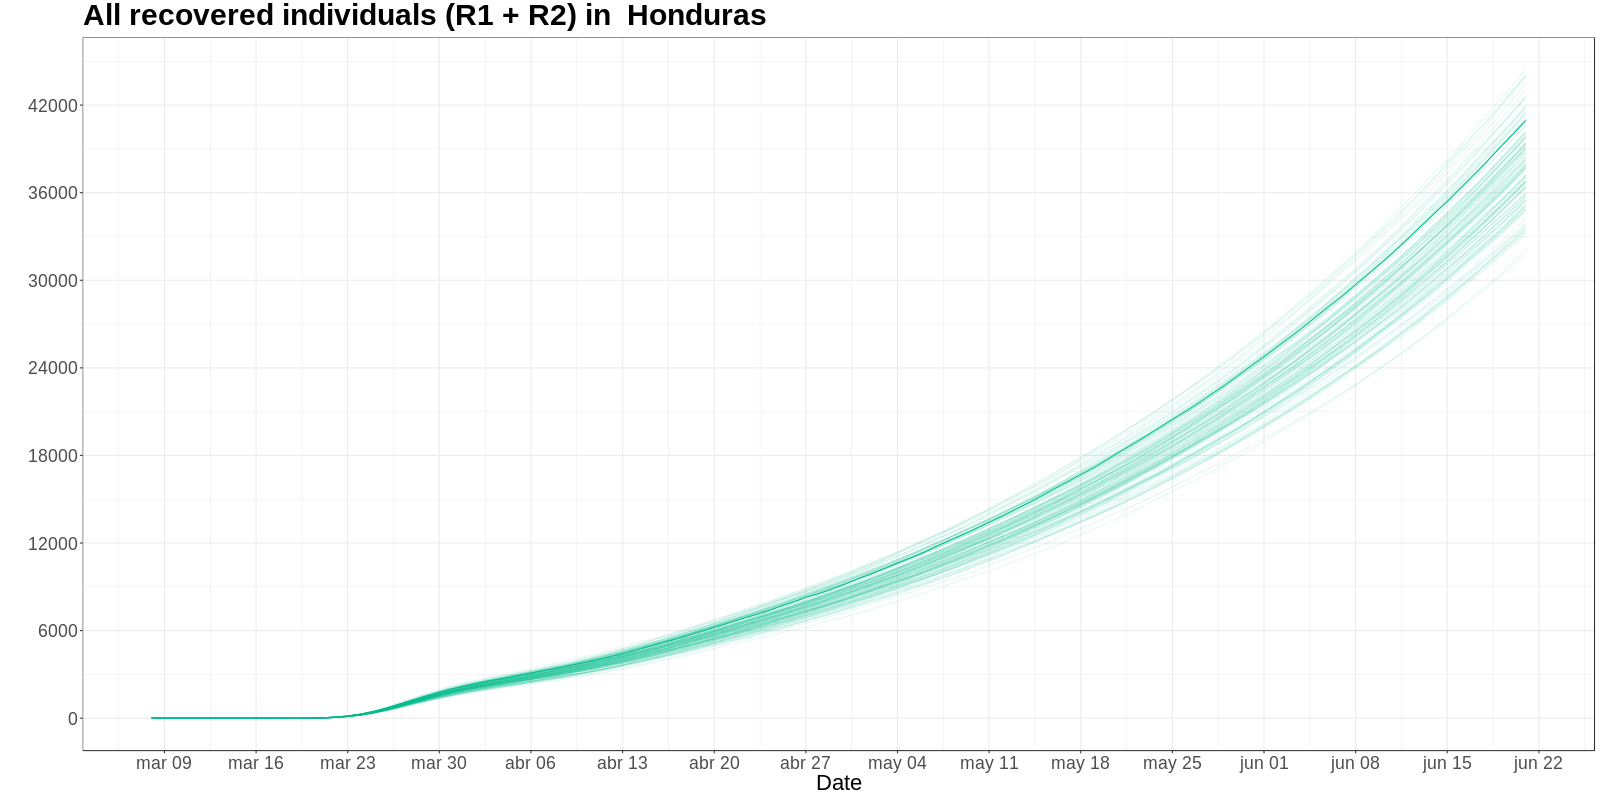 All recovered individuals (R1 + R2) in  Honduras
42000
36000
30000
24000
18000
12000
6000
0
mar 09 mar 16 mar 23 mar 30 abr 06 abr 13 abr 20 abr 27 may 04 may 11 may 18 may 25 jun 01 jun 08 jun 15 jun 22
Date